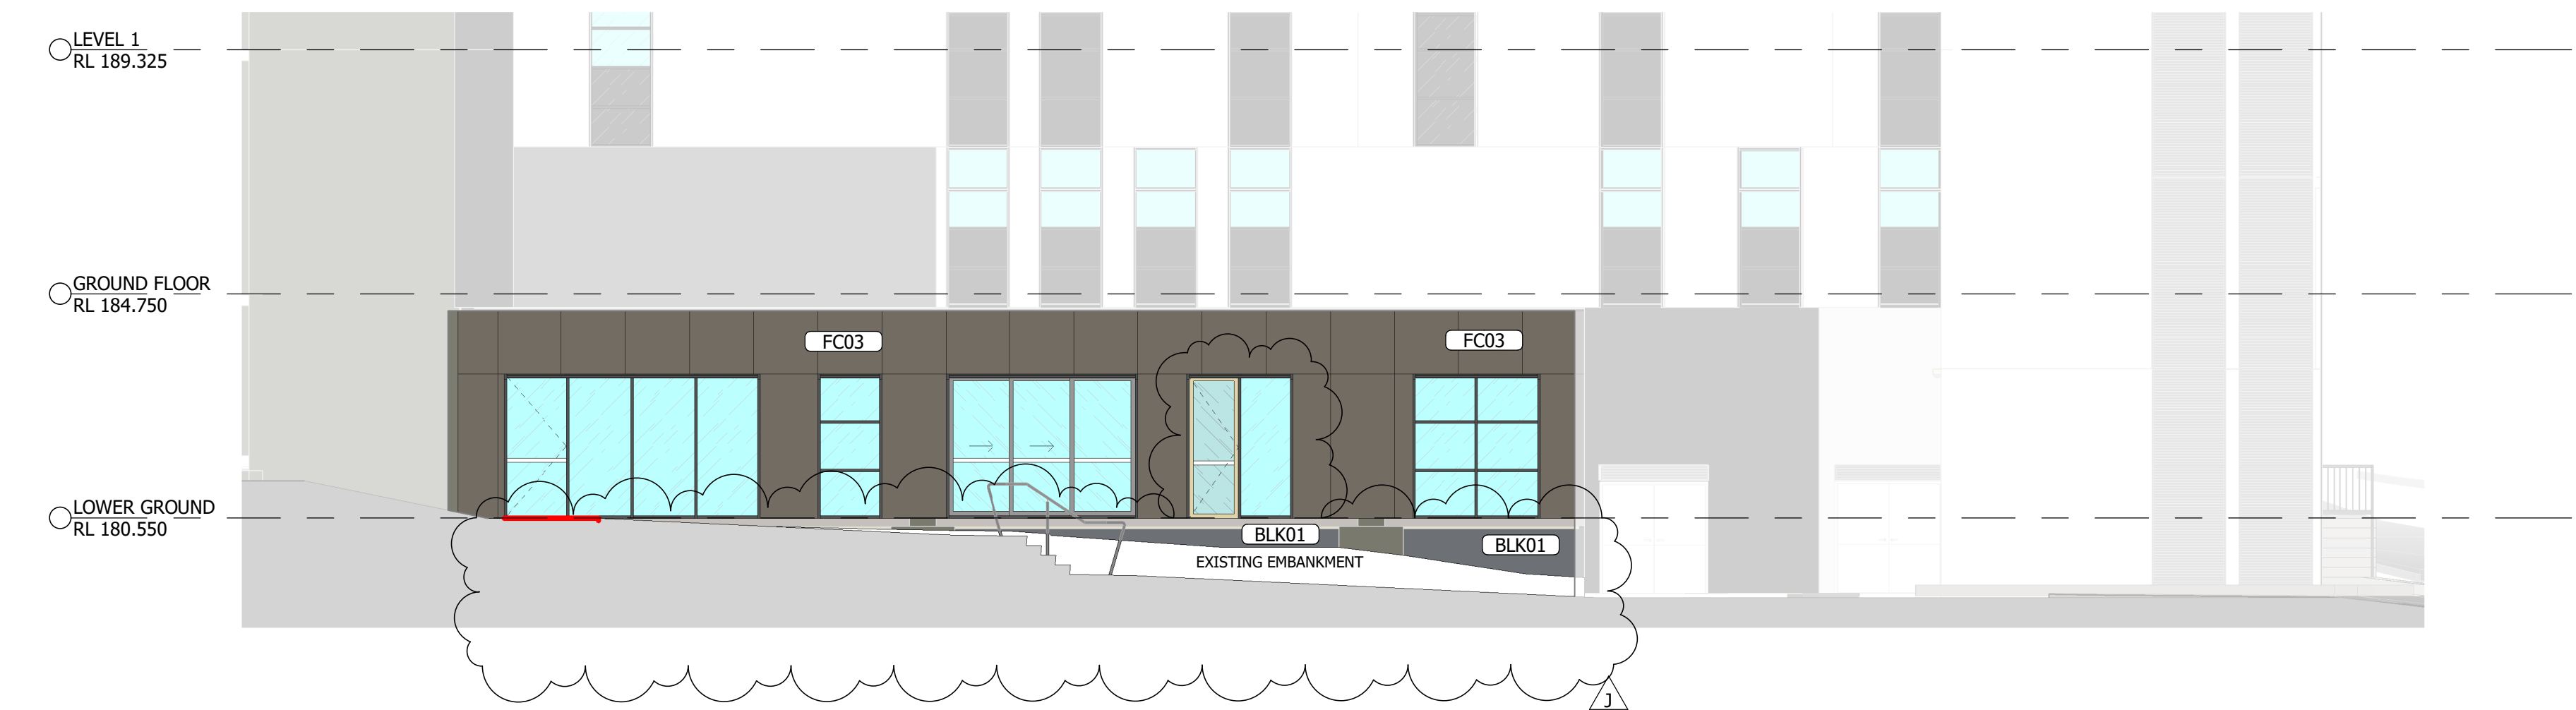 LEVEL 1
RL 189.325
GROUND FLOOR
RL 184.750
FC03
FC03
LOWER GROUND
RL 180.550
BLK01
BLK01
EXISTING EMBANKMENT
J